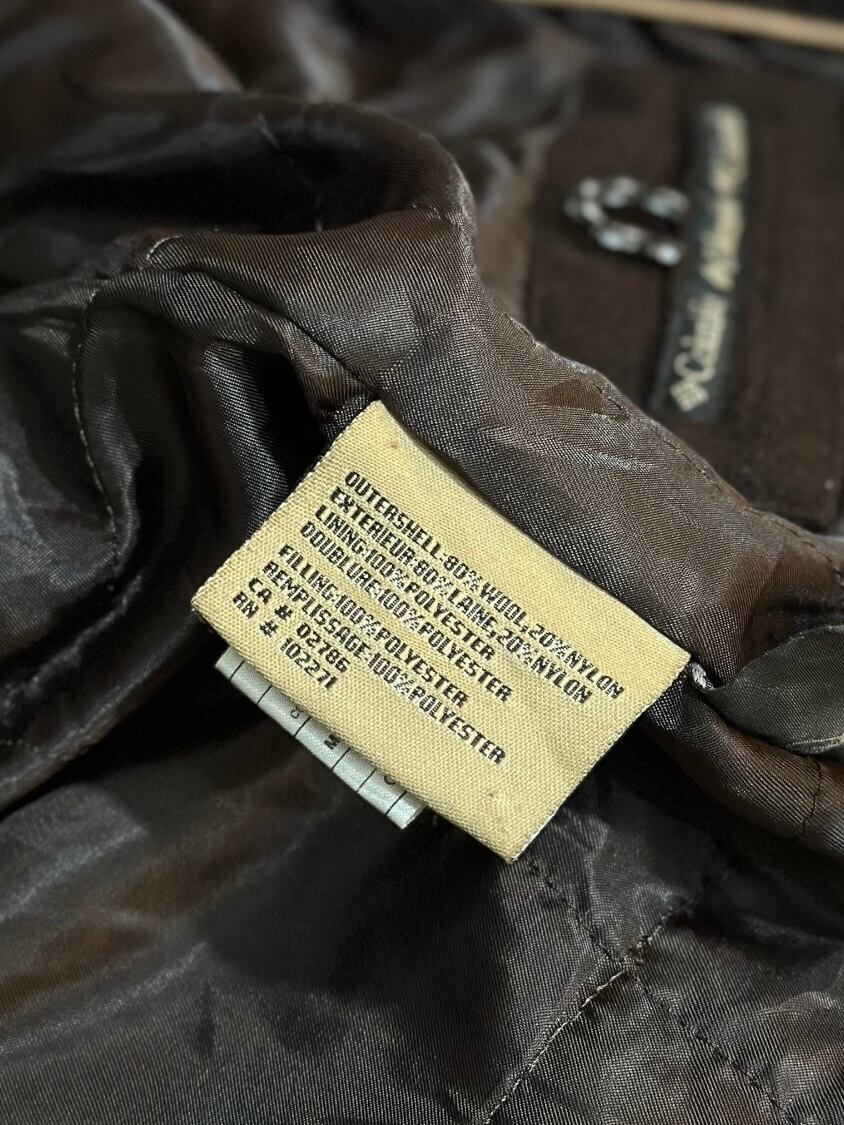 Columbia
OUTERSHELL:80%WOOL,20%NYLON
EXTERIEUR:80%LAINE,20%NYLON
LINING:100%POLYESTER
DOUBLURE:100%POLYESTER
FILLING:100%POLYESTER
REMPLISSAGE:100%POLYESTER
CA # 02786
RN # 102271
M